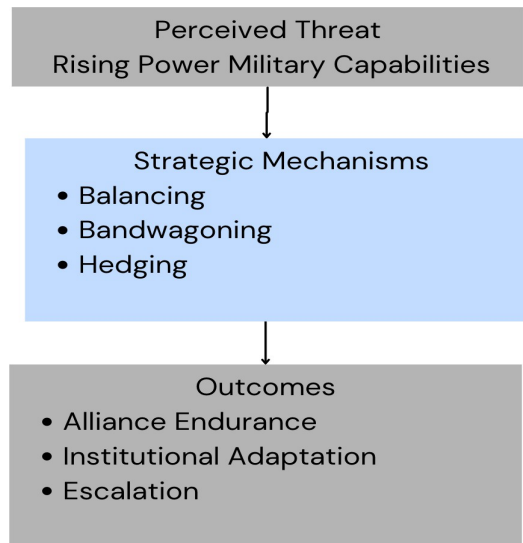 Perceived Threat
Rising Power Military Capabilities
Strategic Mechanisms
• Balancing
• Bandwagoning
• Hedging
Outcomes
• Alliance Endurance
• Institutional Adaptation
• Escalation